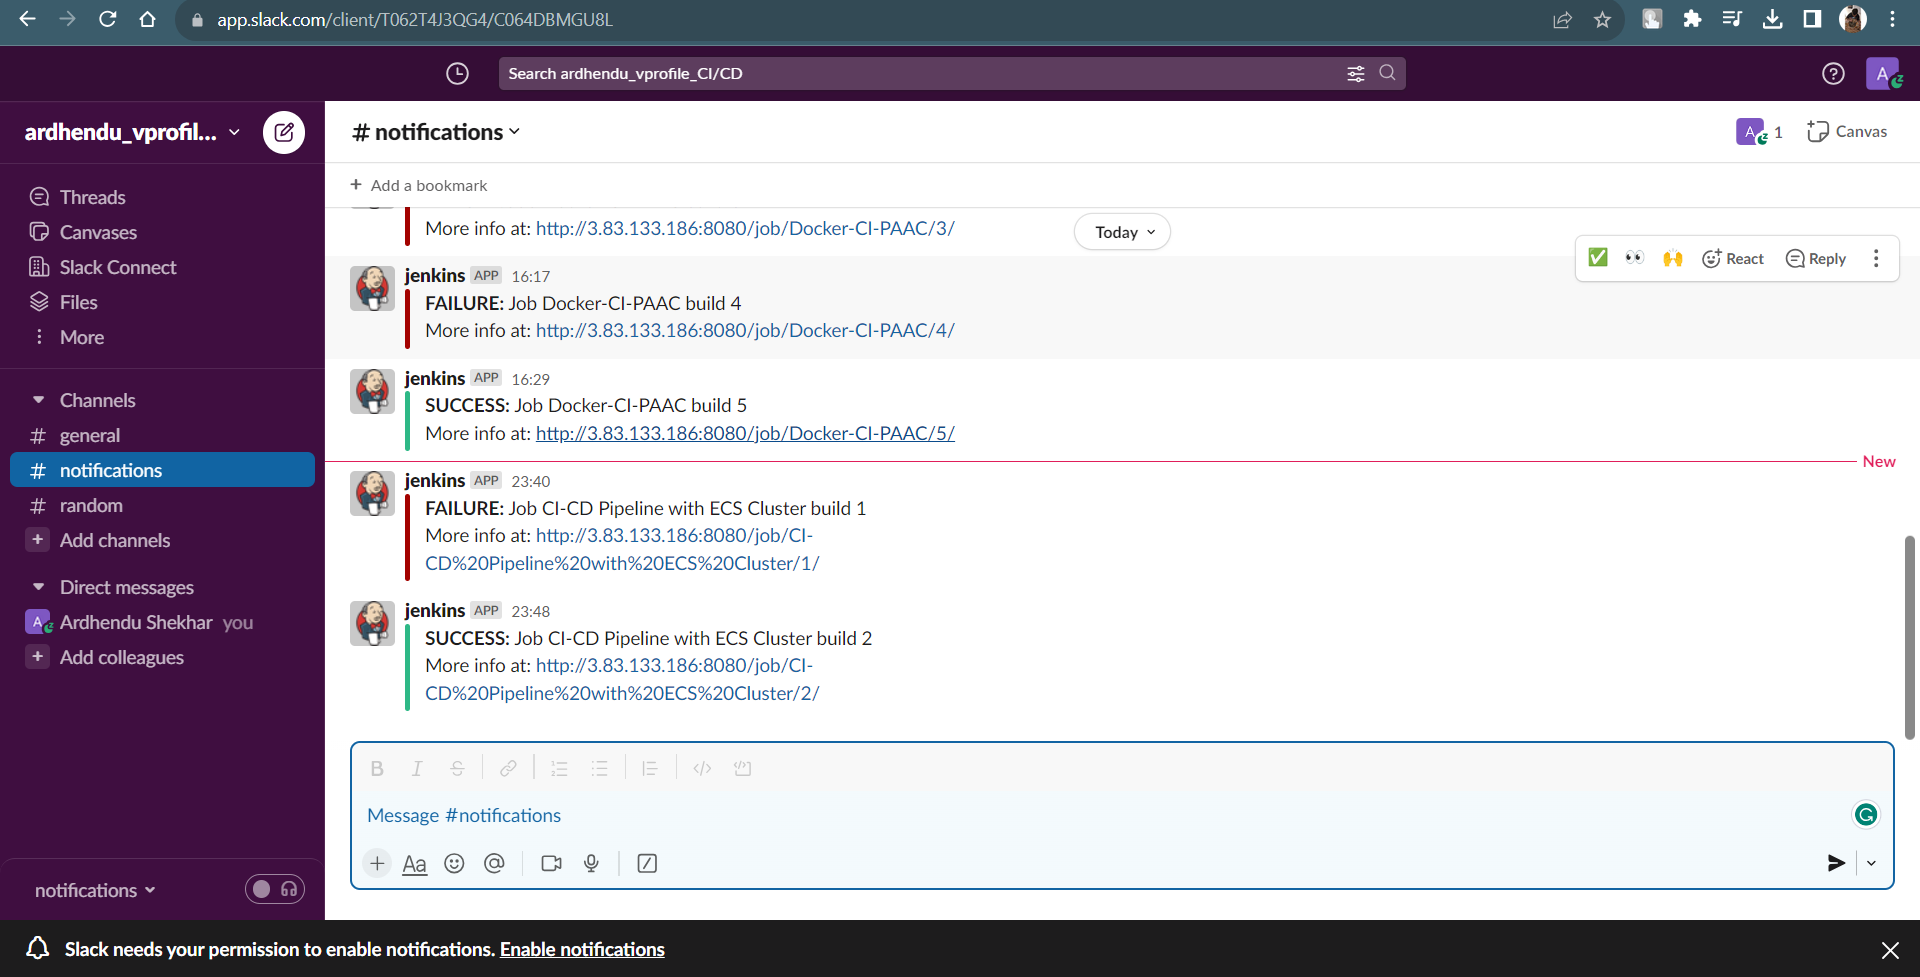 app.slack.com/client/T062T4J3QG4/C064DBMGU8L
Search ardhendu_vprofile_CI/CD
A
ardhendu_vprofil...
# notifications
A 1
Canvas
+ Add a bookmark
Threads
Canvases
Slack Connect
Files
More
Channels
# general
# notifications
# random
+ Add channels
Direct messages
A Ardhendu Shekhar you
+ Add colleagues
notifications
More info at: http://3.83.133.186:8080/job/Docker-CI-PAAC/3/
Today
✅ 👀 🙌 React Reply
jenkins APP 16:17
FAILURE: Job Docker-CI-PAAC build 4
More info at: http://3.83.133.186:8080/job/Docker-CI-PAAC/4/
jenkins APP 16:29
SUCCESS: Job Docker-CI-PAAC build 5
More info at: http://3.83.133.186:8080/job/Docker-CI-PAAC/5/
New
jenkins APP 23:40
FAILURE: Job CI-CD Pipeline with ECS Cluster build 1
More info at: http://3.83.133.186:8080/job/CI-
CD%20Pipeline%20with%20ECS%20Cluster/1/
jenkins APP 23:48
SUCCESS: Job CI-CD Pipeline with ECS Cluster build 2
More info at: http://3.83.133.186:8080/job/CI-
CD%20Pipeline%20with%20ECS%20Cluster/2/
B I S
Message #notifications
+ Aa @
Slack needs your permission to enable notifications. Enable notifications